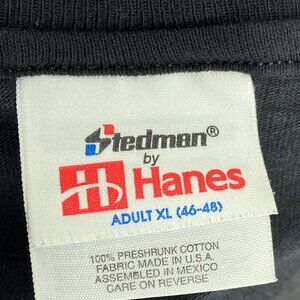 Stedman®
by
Hanes
ADULT XL (46-48)
100% PRESHRUNK COTTON
FABRIC MADE IN U.S.A.
ASSEMBLED IN MEXICO
CARE ON REVERSE